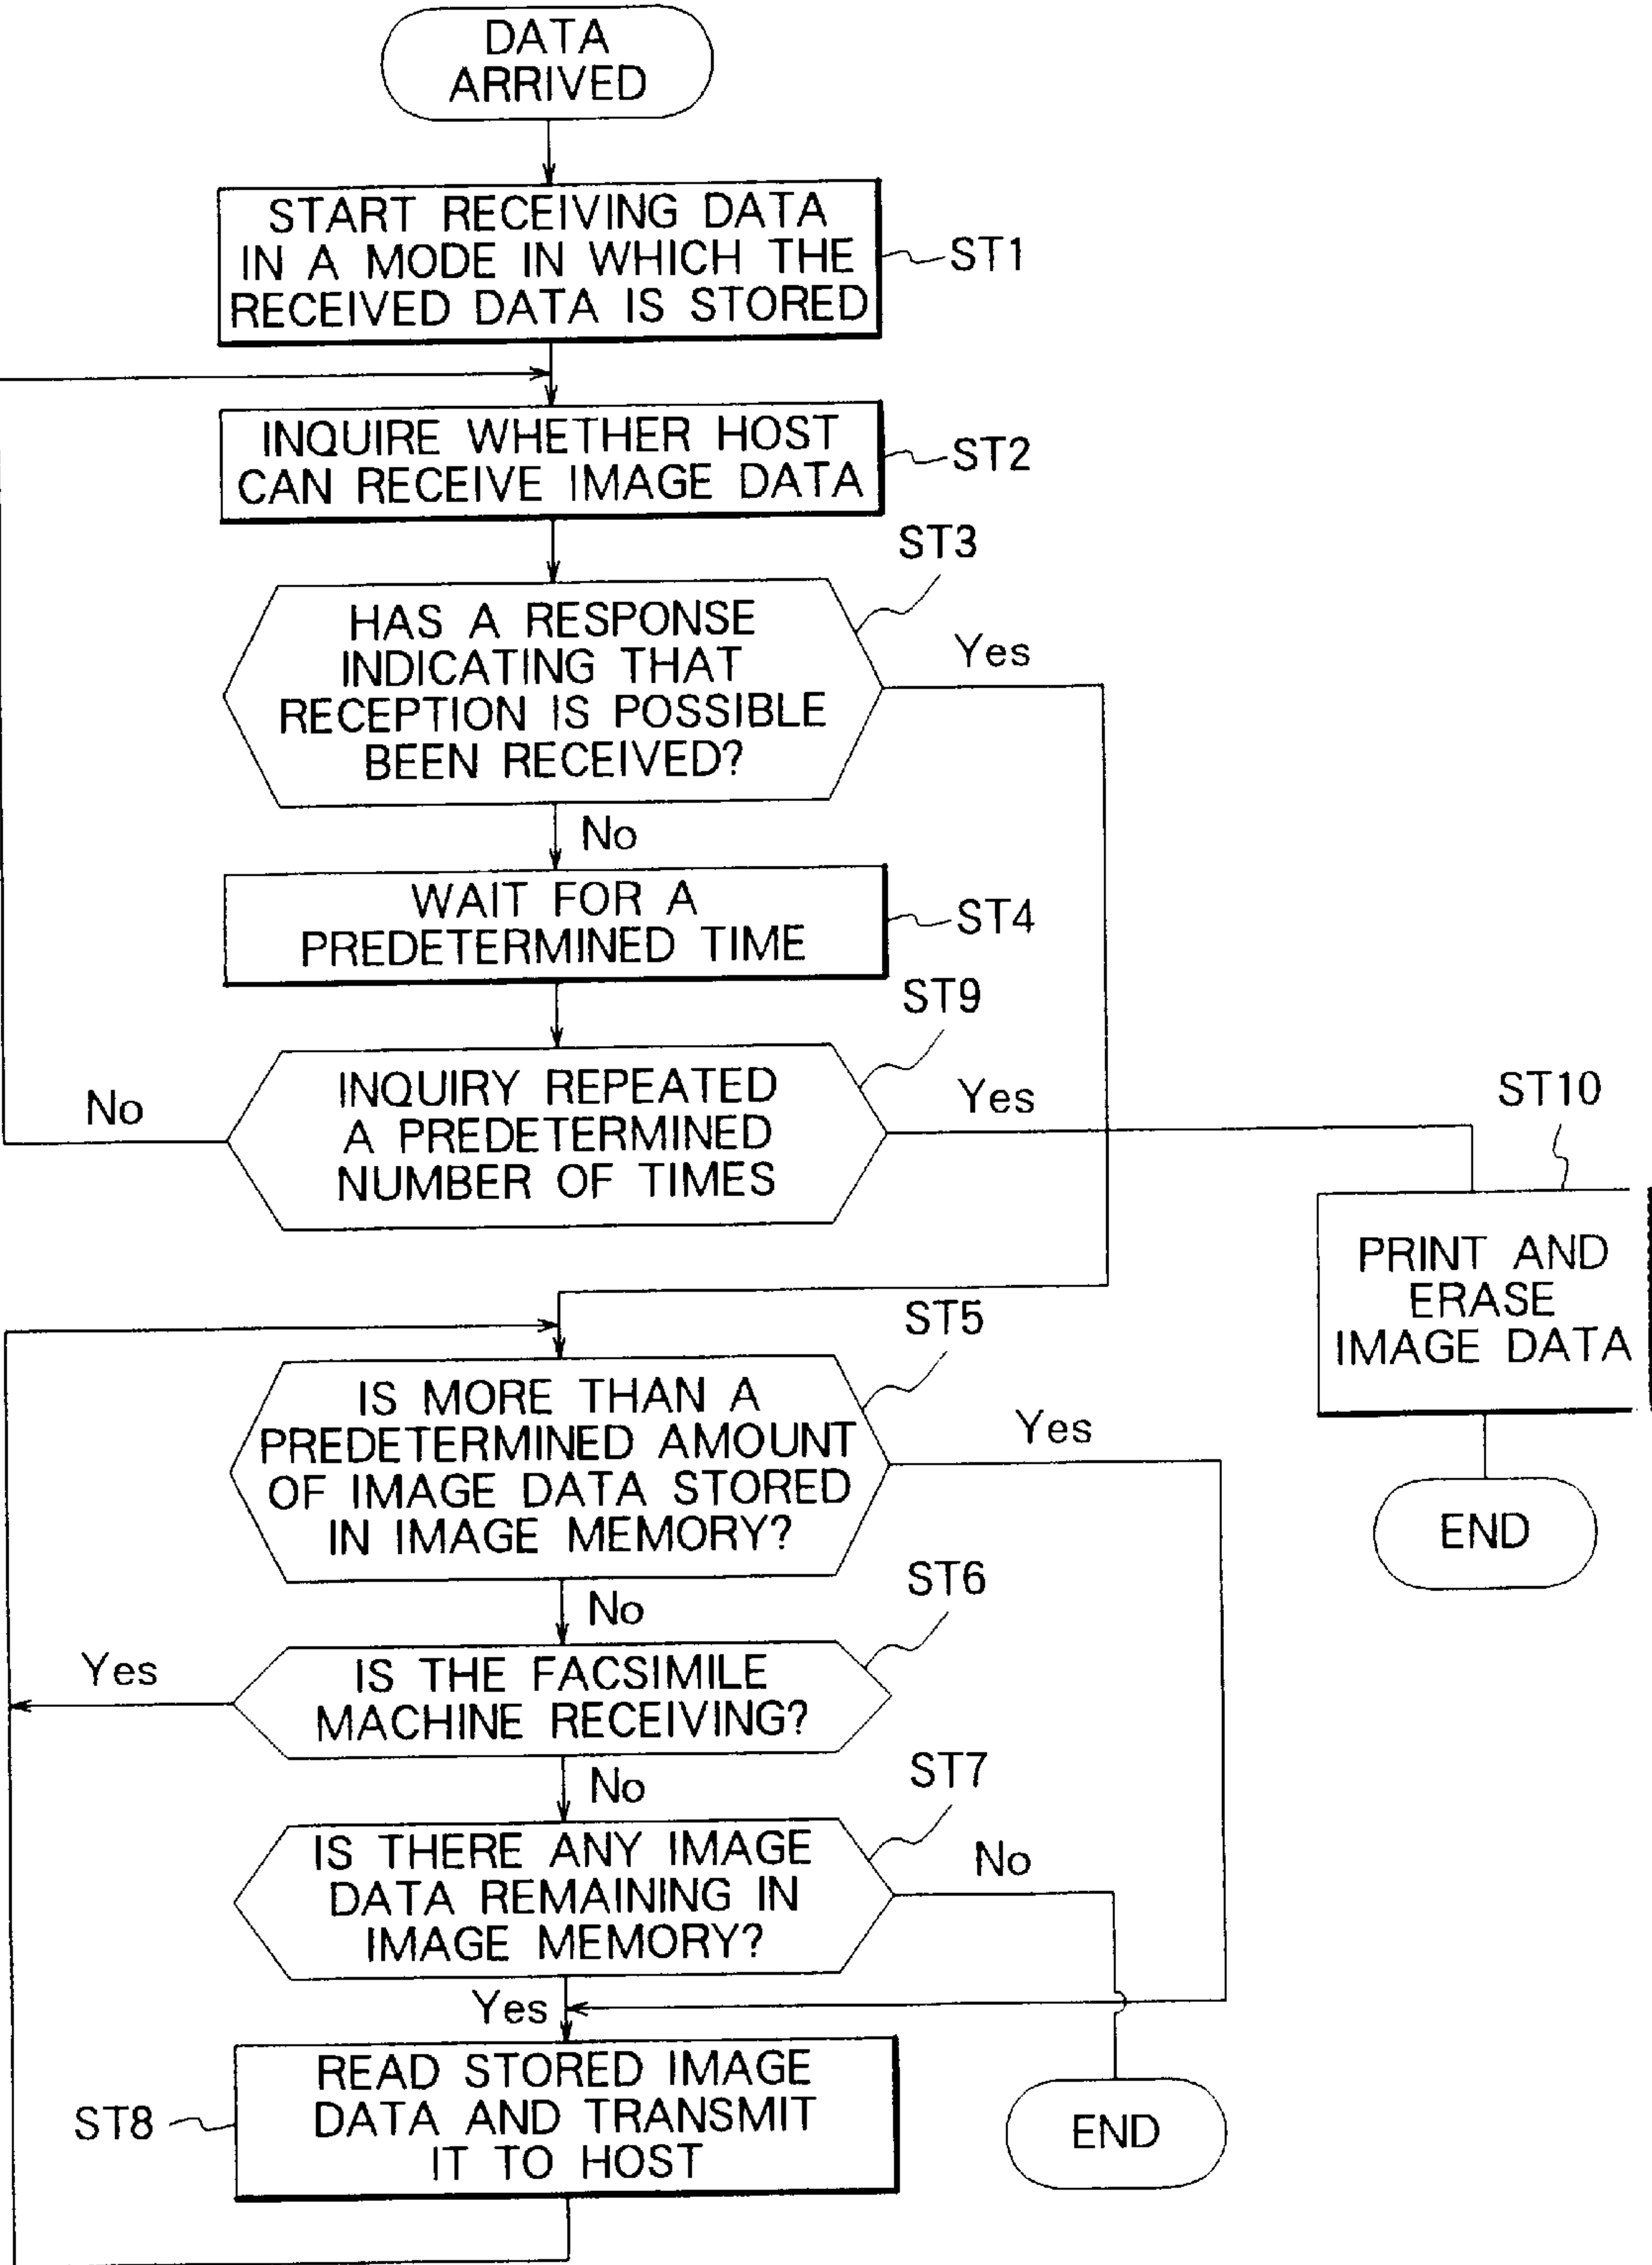 DATA
ARRIVED
START RECEIVING DATA
IN A MODE IN WHICH THE
RECEIVED DATA IS STORED
ST1
INQUIRE WHETHER HOST
CAN RECEIVE IMAGE DATA
ST2
ST3
HAS A RESPONSE
INDICATING THAT
RECEPTION IS POSSIBLE
BEEN RECEIVED?
Yes
No
WAIT FOR A
PREDETERMINED TIME
ST4
ST9
INQUIRY REPEATED
A PREDETERMINED
NUMBER OF TIMES
No
Yes
ST10
PRINT AND
ERASE
IMAGE DATA
END
ST5
IS MORE THAN A
PREDETERMINED AMOUNT
OF IMAGE DATA STORED
IN IMAGE MEMORY?
Yes
No
ST6
IS THE FACSIMILE
MACHINE RECEIVING?
Yes
No
ST7
IS THERE ANY IMAGE
DATA REMAINING IN
IMAGE MEMORY?
No
Yes
READ STORED IMAGE
DATA AND TRANSMIT
IT TO HOST
ST8
END